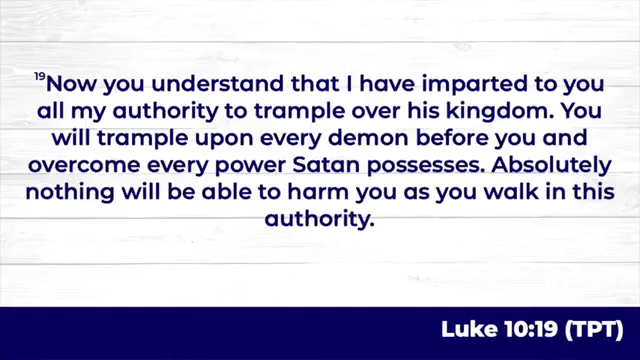 19Now you understand that I have imparted to you
all my authority to trample over his kingdom. You
will trample upon every demon before you and
overcome every power Satan possesses. Absolutely
nothing will be able to harm you as you walk in this
authority.
Luke 10:19 (TPT)